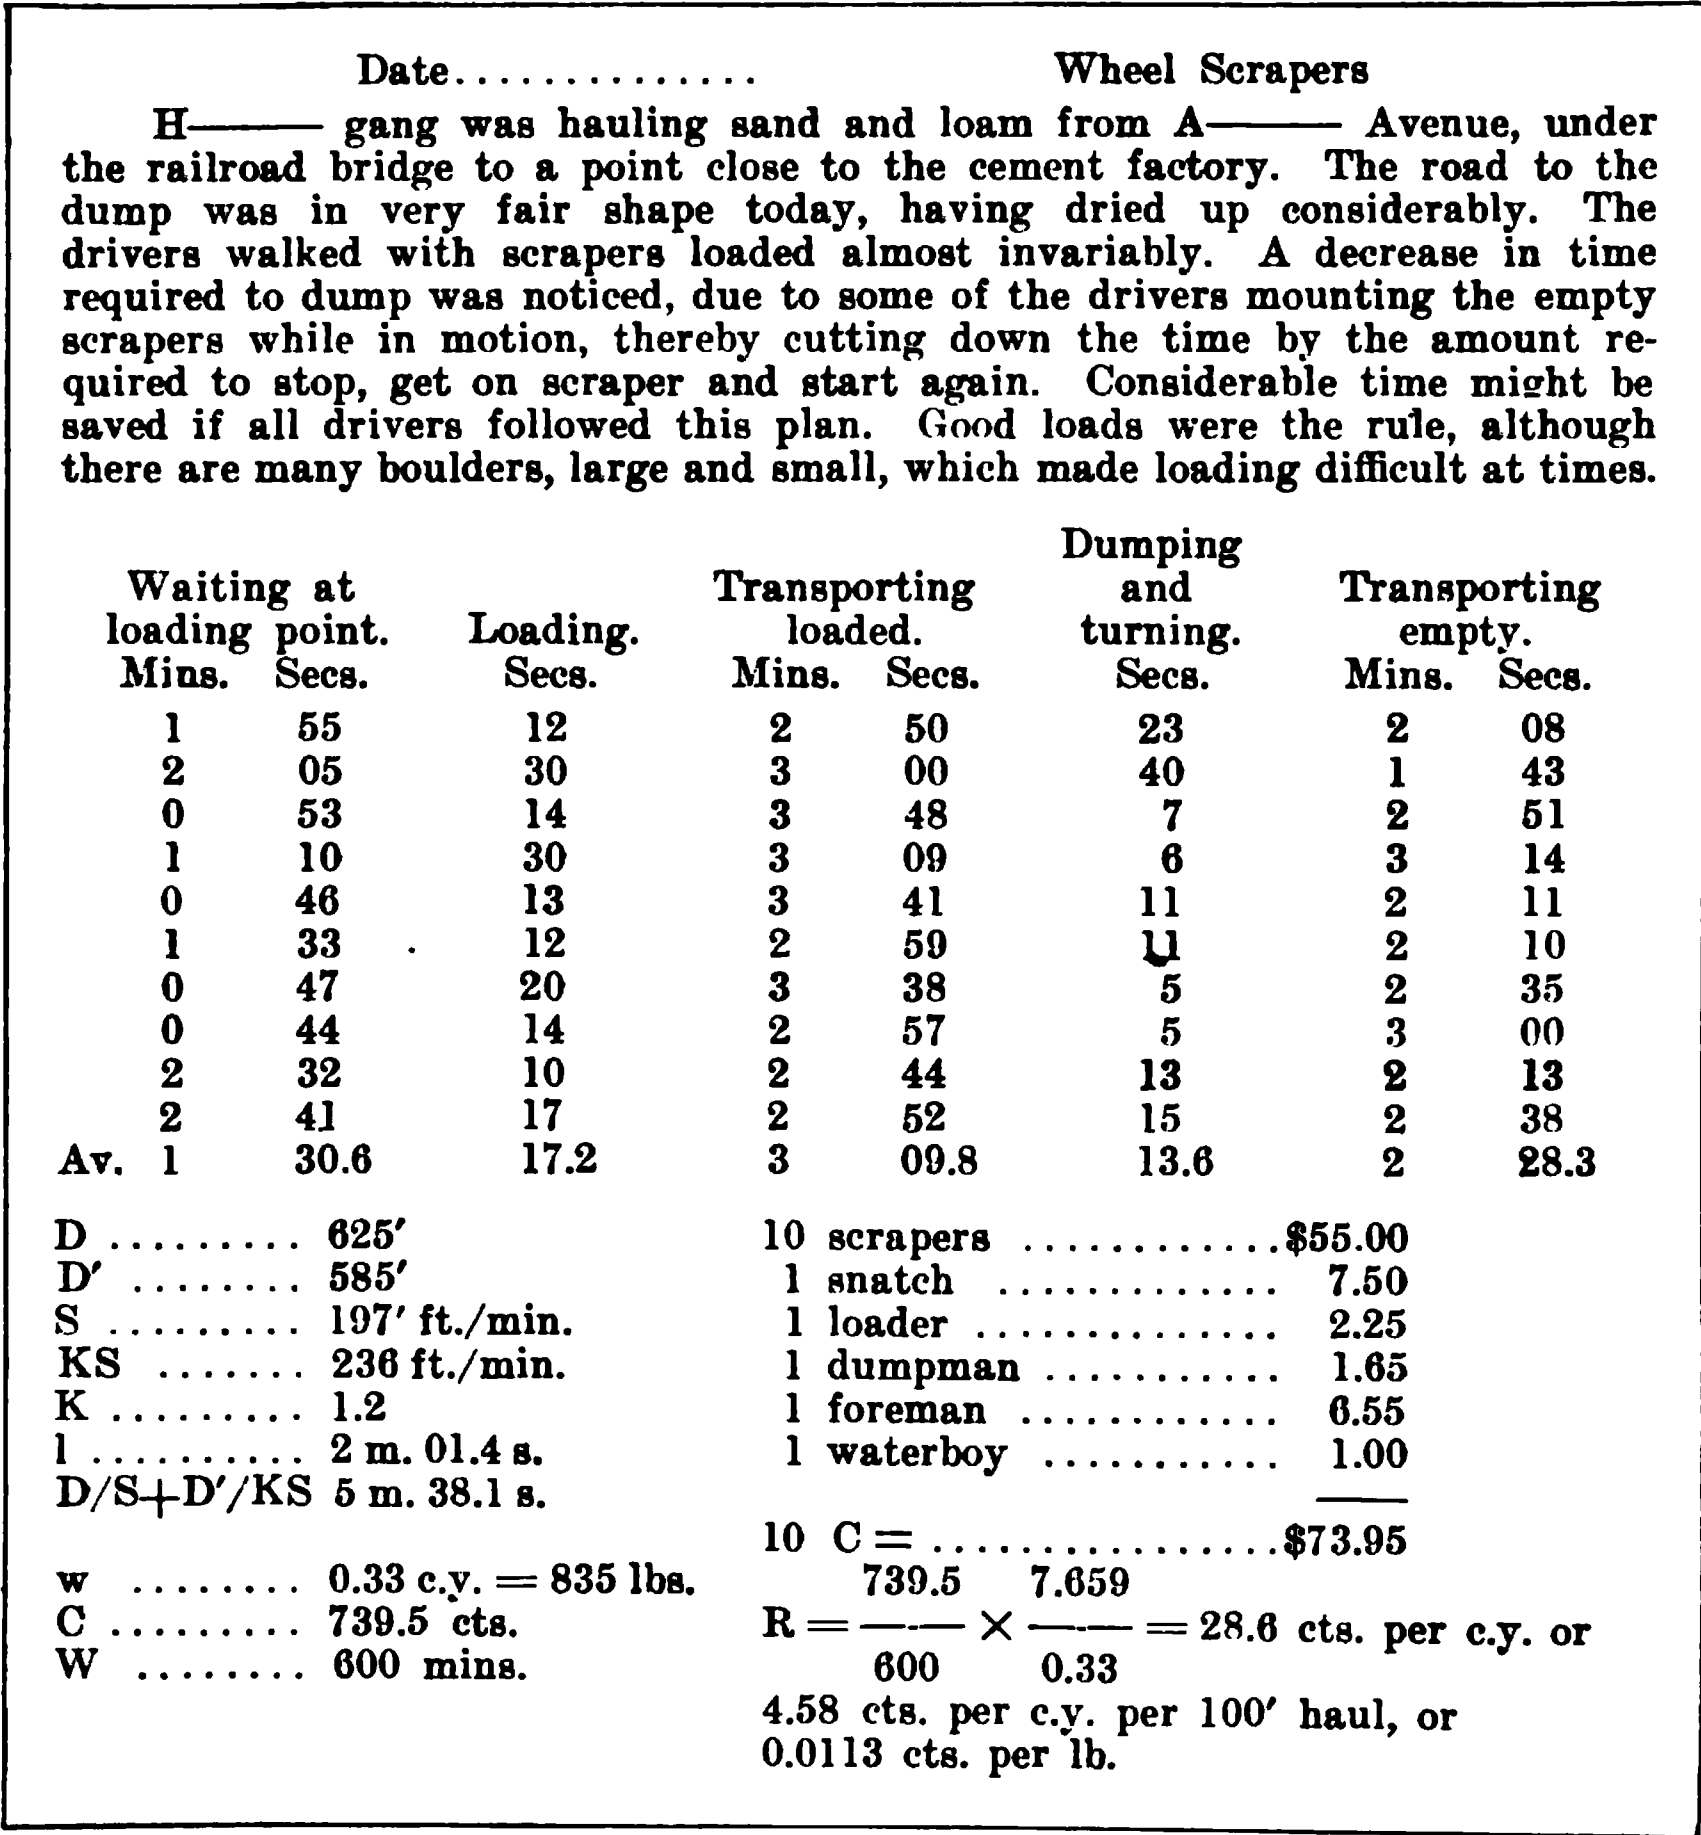 Date.............. Wheel Scrapers
H——— gang was hauling sand and loam from A——— Avenue, under
the railroad bridge to a point close to the cement factory. The road to the
dump was in very fair shape today, having dried up considerably. The
drivers walked with scrapers loaded almost invariably. A decrease in time
required to dump was noticed, due to some of the drivers mounting the empty
scrapers while in motion, thereby cutting down the time by the amount re-
quired to stop, get on scraper and start again. Considerable time might be
saved if all drivers followed this plan. Good loads were the rule, although
there are many boulders, large and small, which made loading difficult at times.
Dumping
Waiting at Transporting and Transporting
loading point. Loading. loaded. turning. empty.
Mins. Secs. Secs. Mins. Secs. Secs. Mins. Secs.
1 55 12 2 50 23 2 08
2 05 30 3 00 40 1 43
0 53 14 3 48 7 2 51
1 10 30 3 09 6 3 14
0 46 13 3 41 11 2 11
1 33 12 2 59 11 2 10
0 47 20 3 38 5 2 35
0 44 14 2 57 5 3 00
2 32 10 2 44 13 2 13
2 41 17 2 52 15 2 38
Av. 1 30.6 17.2 3 09.8 13.6 2 28.3
D ......... 625′
D′ ........ 585′
S ......... 197′ ft./min.
KS ....... 236 ft./min.
K ......... 1.2
l .......... 2 m. 01.4 s.
D/S+D′/KS 5 m. 38.1 s.
w ........ 0.33 c.y. = 835 lbs.
C ......... 739.5 cts.
W ........ 600 mins.
10 scrapers ............$55.00
1 snatch ............. 7.50
1 loader .............. 2.25
1 dumpman ........... 1.65
1 foreman ............ 6.55
1 waterboy ........... 1.00
10 C = ................$73.95
739.5 7.659
R = —— × —— = 28.6 cts. per c.y. or
600 0.33
4.58 cts. per c.y. per 100′ haul, or
0.0113 cts. per lb.